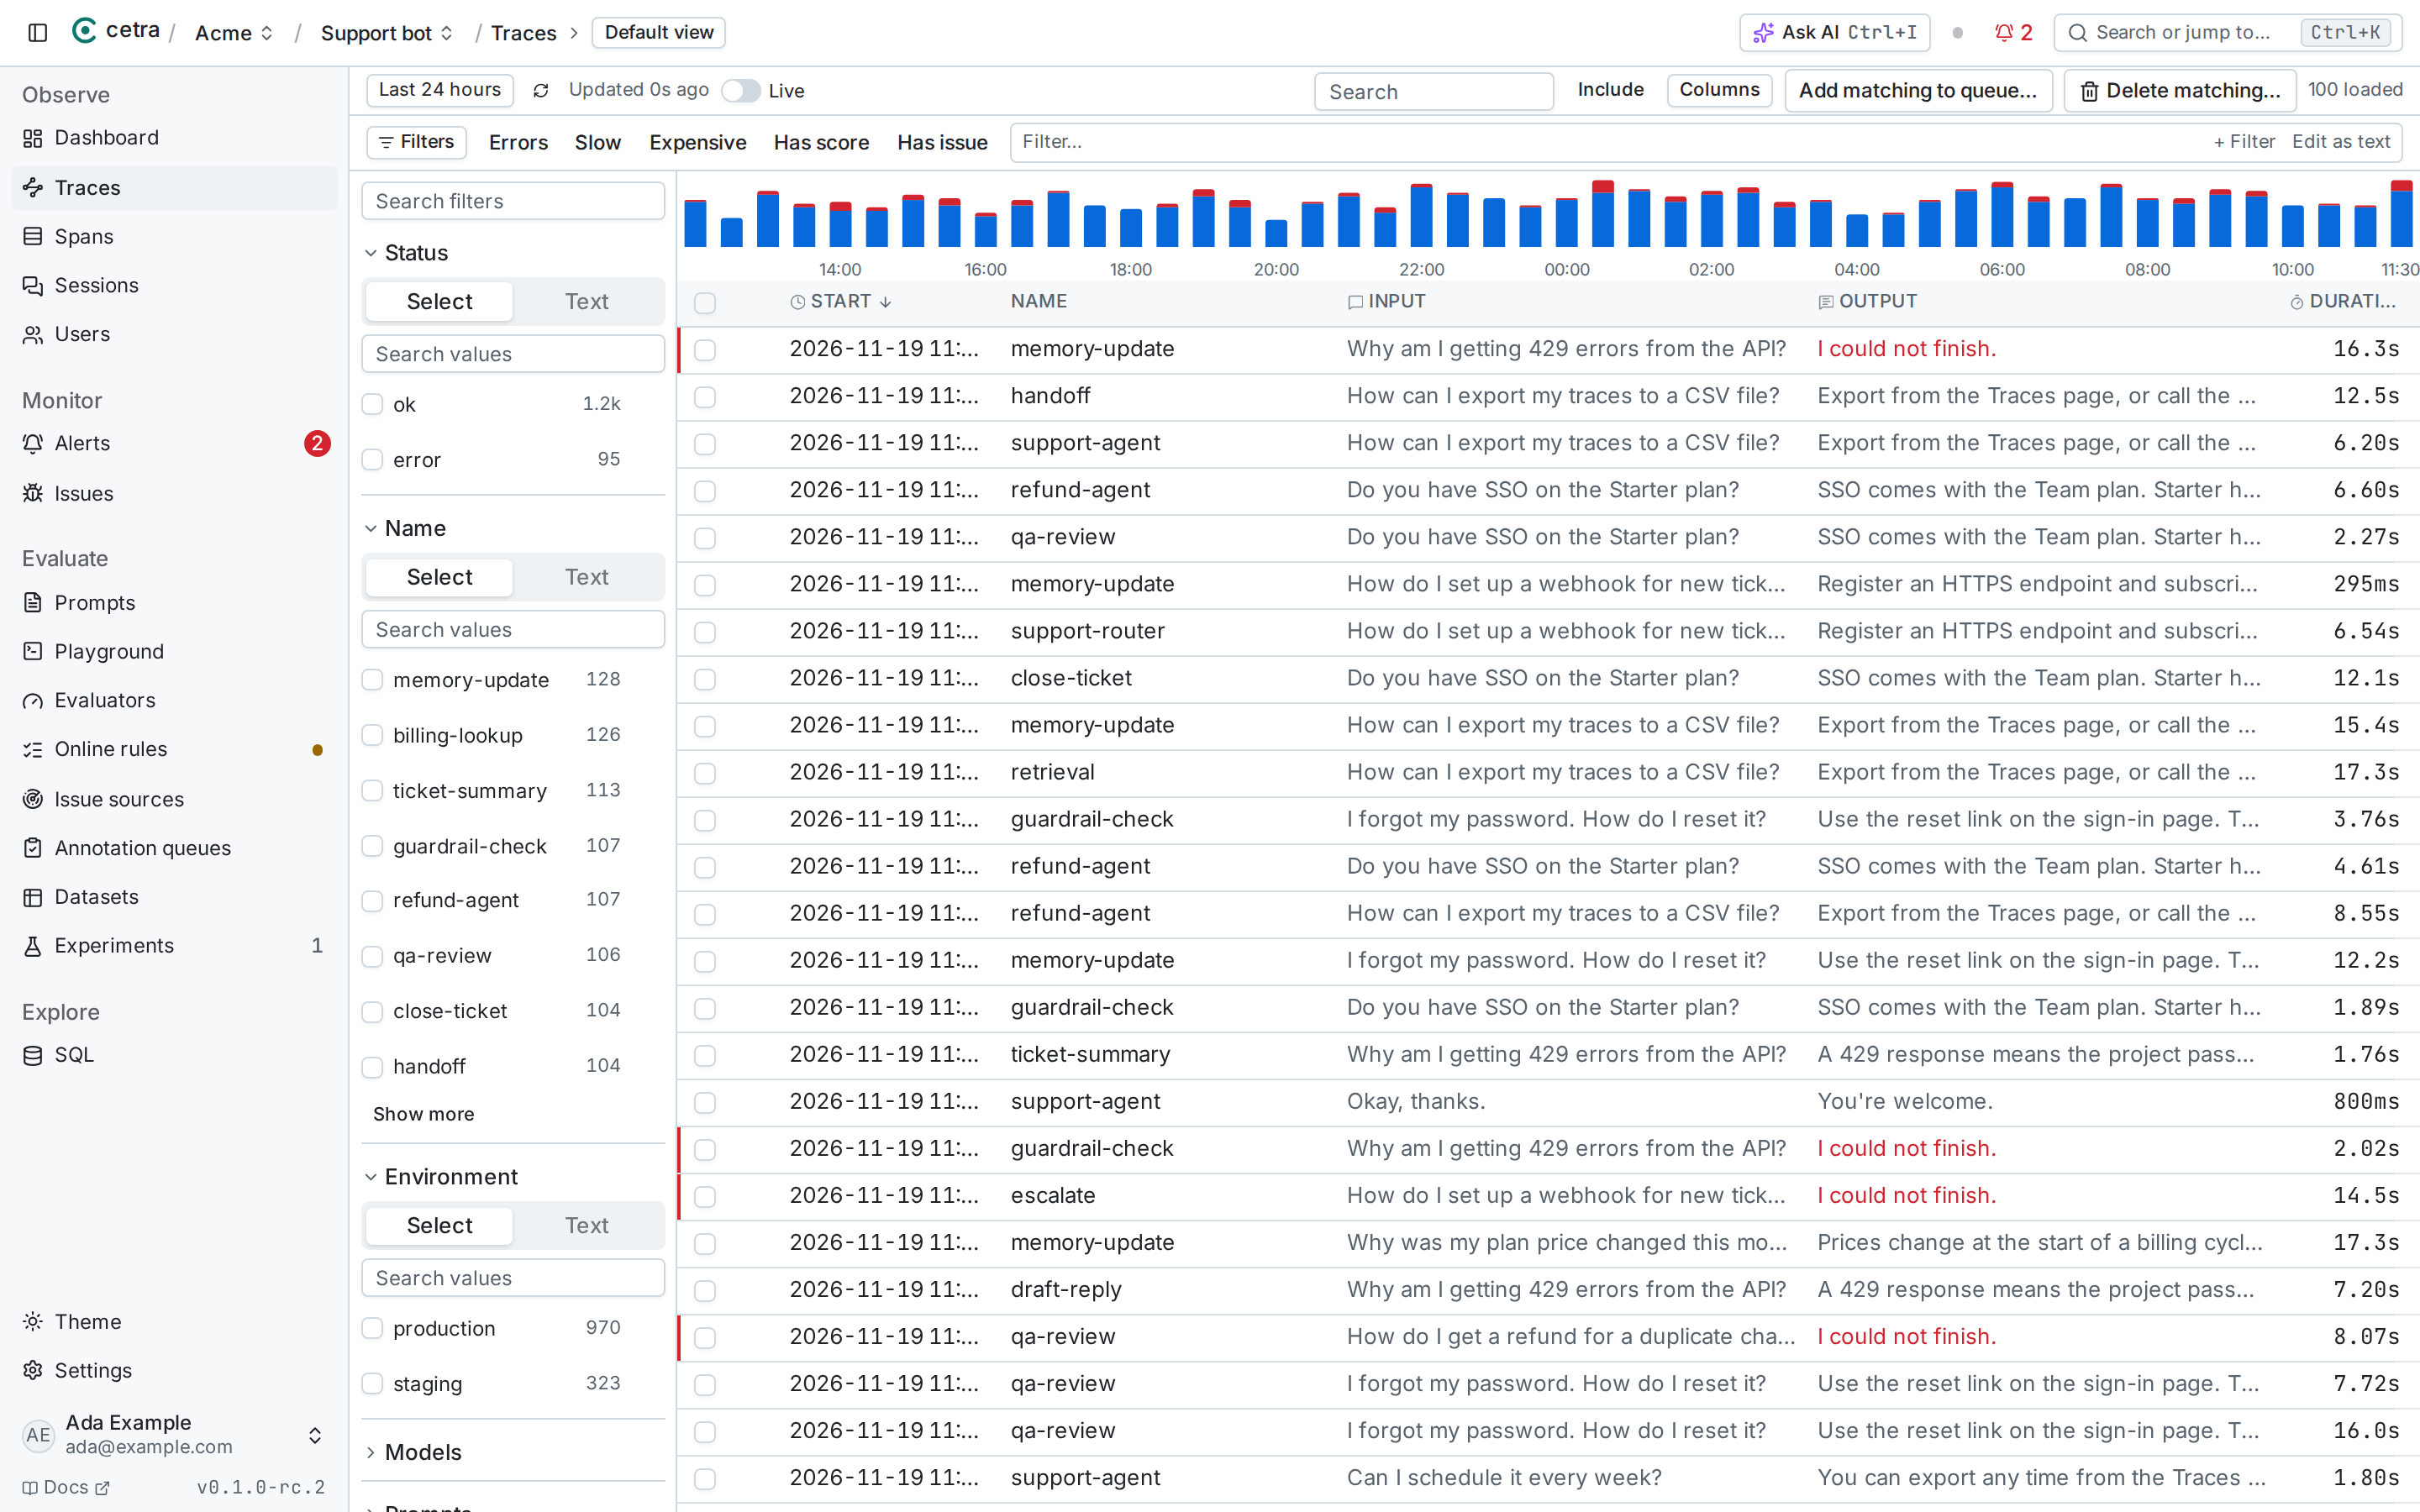 cetra / Acme / Support bot / Traces > Default view
Ask AI Ctrl+I
2
Search or jump to... Ctrl+K
Observe
Dashboard
Traces
Spans
Sessions
Users
Monitor
Alerts 2
Issues
Evaluate
Prompts
Playground
Evaluators
Online rules
Issue sources
Annotation queues
Datasets
Experiments 1
Explore
SQL
Theme
Settings
AE Ada Example
ada@example.com
Docs v0.1.0-rc.2
Last 24 hours Updated 0s ago Live
Search Include Columns Add matching to queue... Delete matching... 100 loaded
Filters Errors Slow Expensive Has score Has issue Filter... + Filter Edit as text
Search filters
Status
Select Text
Search values
ok 1.2k
error 95
Name
Select Text
Search values
memory-update 128
billing-lookup 126
ticket-summary 113
guardrail-check 107
refund-agent 107
qa-review 106
close-ticket 104
handoff 104
Show more
Environment
Select Text
Search values
production 970
staging 323
Models
14:00 16:00 18:00 20:00 22:00 00:00 02:00 04:00 06:00 08:00 10:00 11:30
START NAME INPUT OUTPUT DURATI...
2026-11-19 11:... memory-update Why am I getting 429 errors from the API? I could not finish. 16.3s
2026-11-19 11:... handoff How can I export my traces to a CSV file? Export from the Traces page, or call the ... 12.5s
2026-11-19 11:... support-agent How can I export my traces to a CSV file? Export from the Traces page, or call the ... 6.20s
2026-11-19 11:... refund-agent Do you have SSO on the Starter plan? SSO comes with the Team plan. Starter h... 6.60s
2026-11-19 11:... qa-review Do you have SSO on the Starter plan? SSO comes with the Team plan. Starter h... 2.27s
2026-11-19 11:... memory-update How do I set up a webhook for new tick... Register an HTTPS endpoint and subscri... 295ms
2026-11-19 11:... support-router How do I set up a webhook for new tick... Register an HTTPS endpoint and subscri... 6.54s
2026-11-19 11:... close-ticket Do you have SSO on the Starter plan? SSO comes with the Team plan. Starter h... 12.1s
2026-11-19 11:... memory-update How can I export my traces to a CSV file? Export from the Traces page, or call the ... 15.4s
2026-11-19 11:... retrieval How can I export my traces to a CSV file? Export from the Traces page, or call the ... 17.3s
2026-11-19 11:... guardrail-check I forgot my password. How do I reset it? Use the reset link on the sign-in page. T... 3.76s
2026-11-19 11:... refund-agent Do you have SSO on the Starter plan? SSO comes with the Team plan. Starter h... 4.61s
2026-11-19 11:... refund-agent How can I export my traces to a CSV file? Export from the Traces page, or call the ... 8.55s
2026-11-19 11:... memory-update I forgot my password. How do I reset it? Use the reset link on the sign-in page. T... 12.2s
2026-11-19 11:... guardrail-check Do you have SSO on the Starter plan? SSO comes with the Team plan. Starter h... 1.89s
2026-11-19 11:... ticket-summary Why am I getting 429 errors from the API? A 429 response means the project pass... 1.76s
2026-11-19 11:... support-agent Okay, thanks. You're welcome. 800ms
2026-11-19 11:... guardrail-check Why am I getting 429 errors from the API? I could not finish. 2.02s
2026-11-19 11:... escalate How do I set up a webhook for new tick... I could not finish. 14.5s
2026-11-19 11:... memory-update Why was my plan price changed this mo... Prices change at the start of a billing cycl... 17.3s
2026-11-19 11:... draft-reply Why am I getting 429 errors from the API? A 429 response means the project pass... 7.20s
2026-11-19 11:... qa-review How do I get a refund for a duplicate cha... I could not finish. 8.07s
2026-11-19 11:... qa-review I forgot my password. How do I reset it? Use the reset link on the sign-in page. T... 7.72s
2026-11-19 11:... qa-review I forgot my password. How do I reset it? Use the reset link on the sign-in page. T... 16.0s
2026-11-19 11:... support-agent Can I schedule it every week? You can export any time from the Traces ... 1.80s